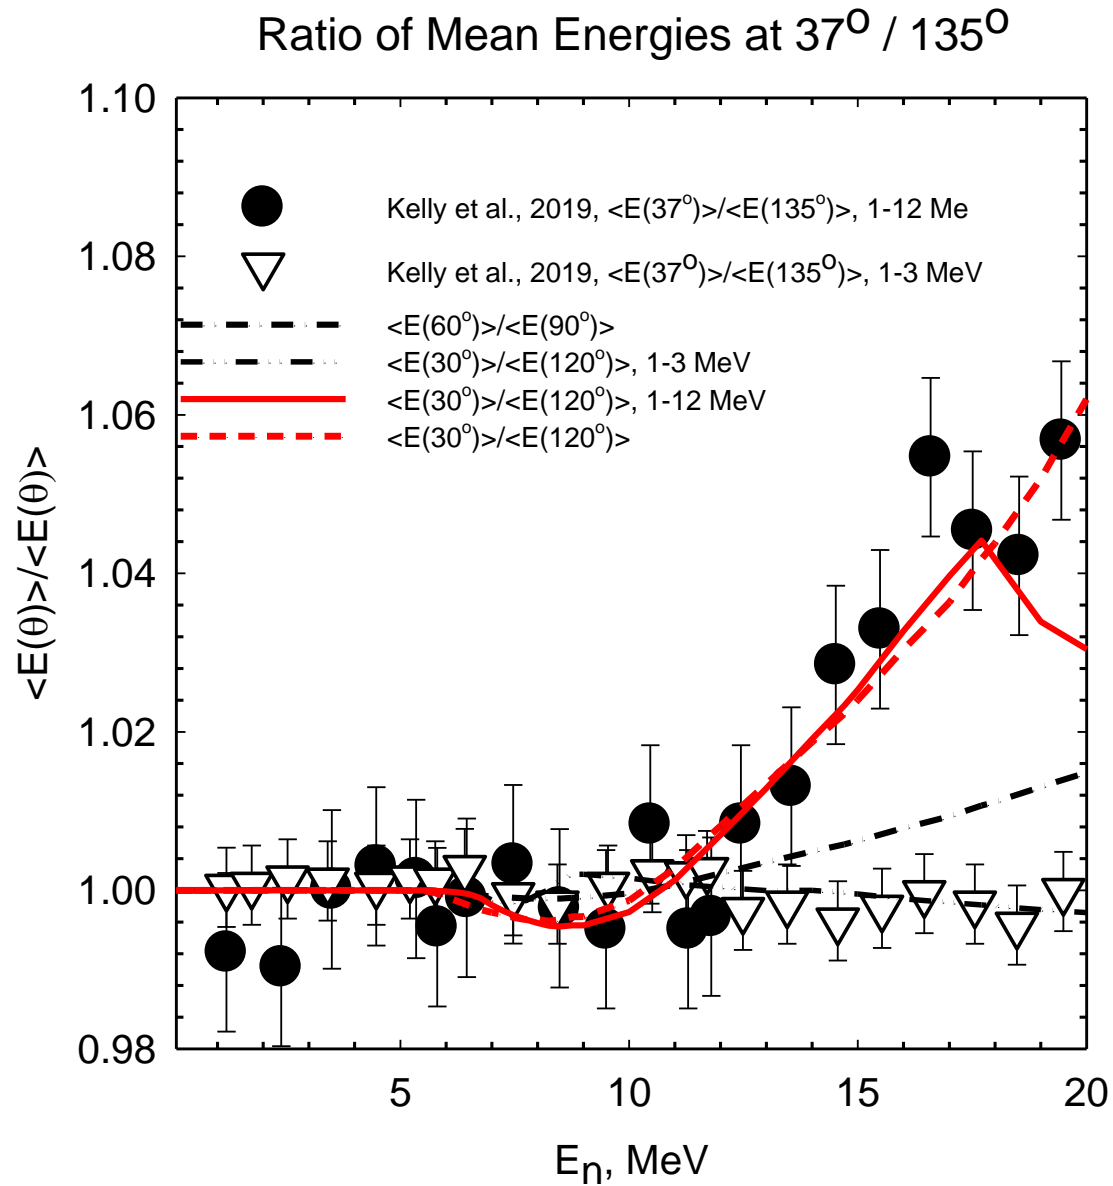 Ratio of Mean Energies at 37o / 135o
1.10
1.08
1.06
1.04
1.02
1.00
0.98
Kelly et al., 2019, <E(37o)>/<E(135o)>, 1-12 Me
Kelly et al., 2019, <E(37o)>/<E(135o)>, 1-3 MeV
<E(60o)>/<E(90o)>
<E(30o)>/<E(120o)>, 1-3 MeV
<E(30o)>/<E(120o)>, 1-12 MeV
<E(30o)>/<E(120o)>
<E(θ)>/<E(θ)>
5 10 15 20
En, MeV